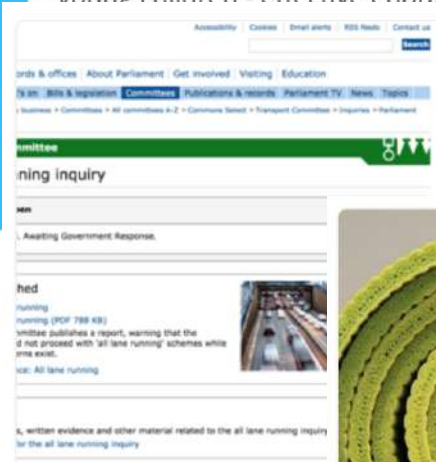 Accessibility Cookies Email alerts RSS feeds Contact us
Search
ords & offices About Parliament Get involved Visiting Education
's on Bills & legislation Committees Publications & records Parliament TV News Topics
business > Committees > All committees A-Z > Commons Select > Transport Committee > Inquiries > Parliament
mmittee
ning inquiry
pen
. Awaiting Government Response.
hed
running
running (PDF 788 KB)
mmittee publishes a report, warning that the
d not proceed with 'all lane running' schemes while
rns exist.
nce: All lane running
s, written evidence and other material related to the all lane running inquiry
for the all lane running inquiry